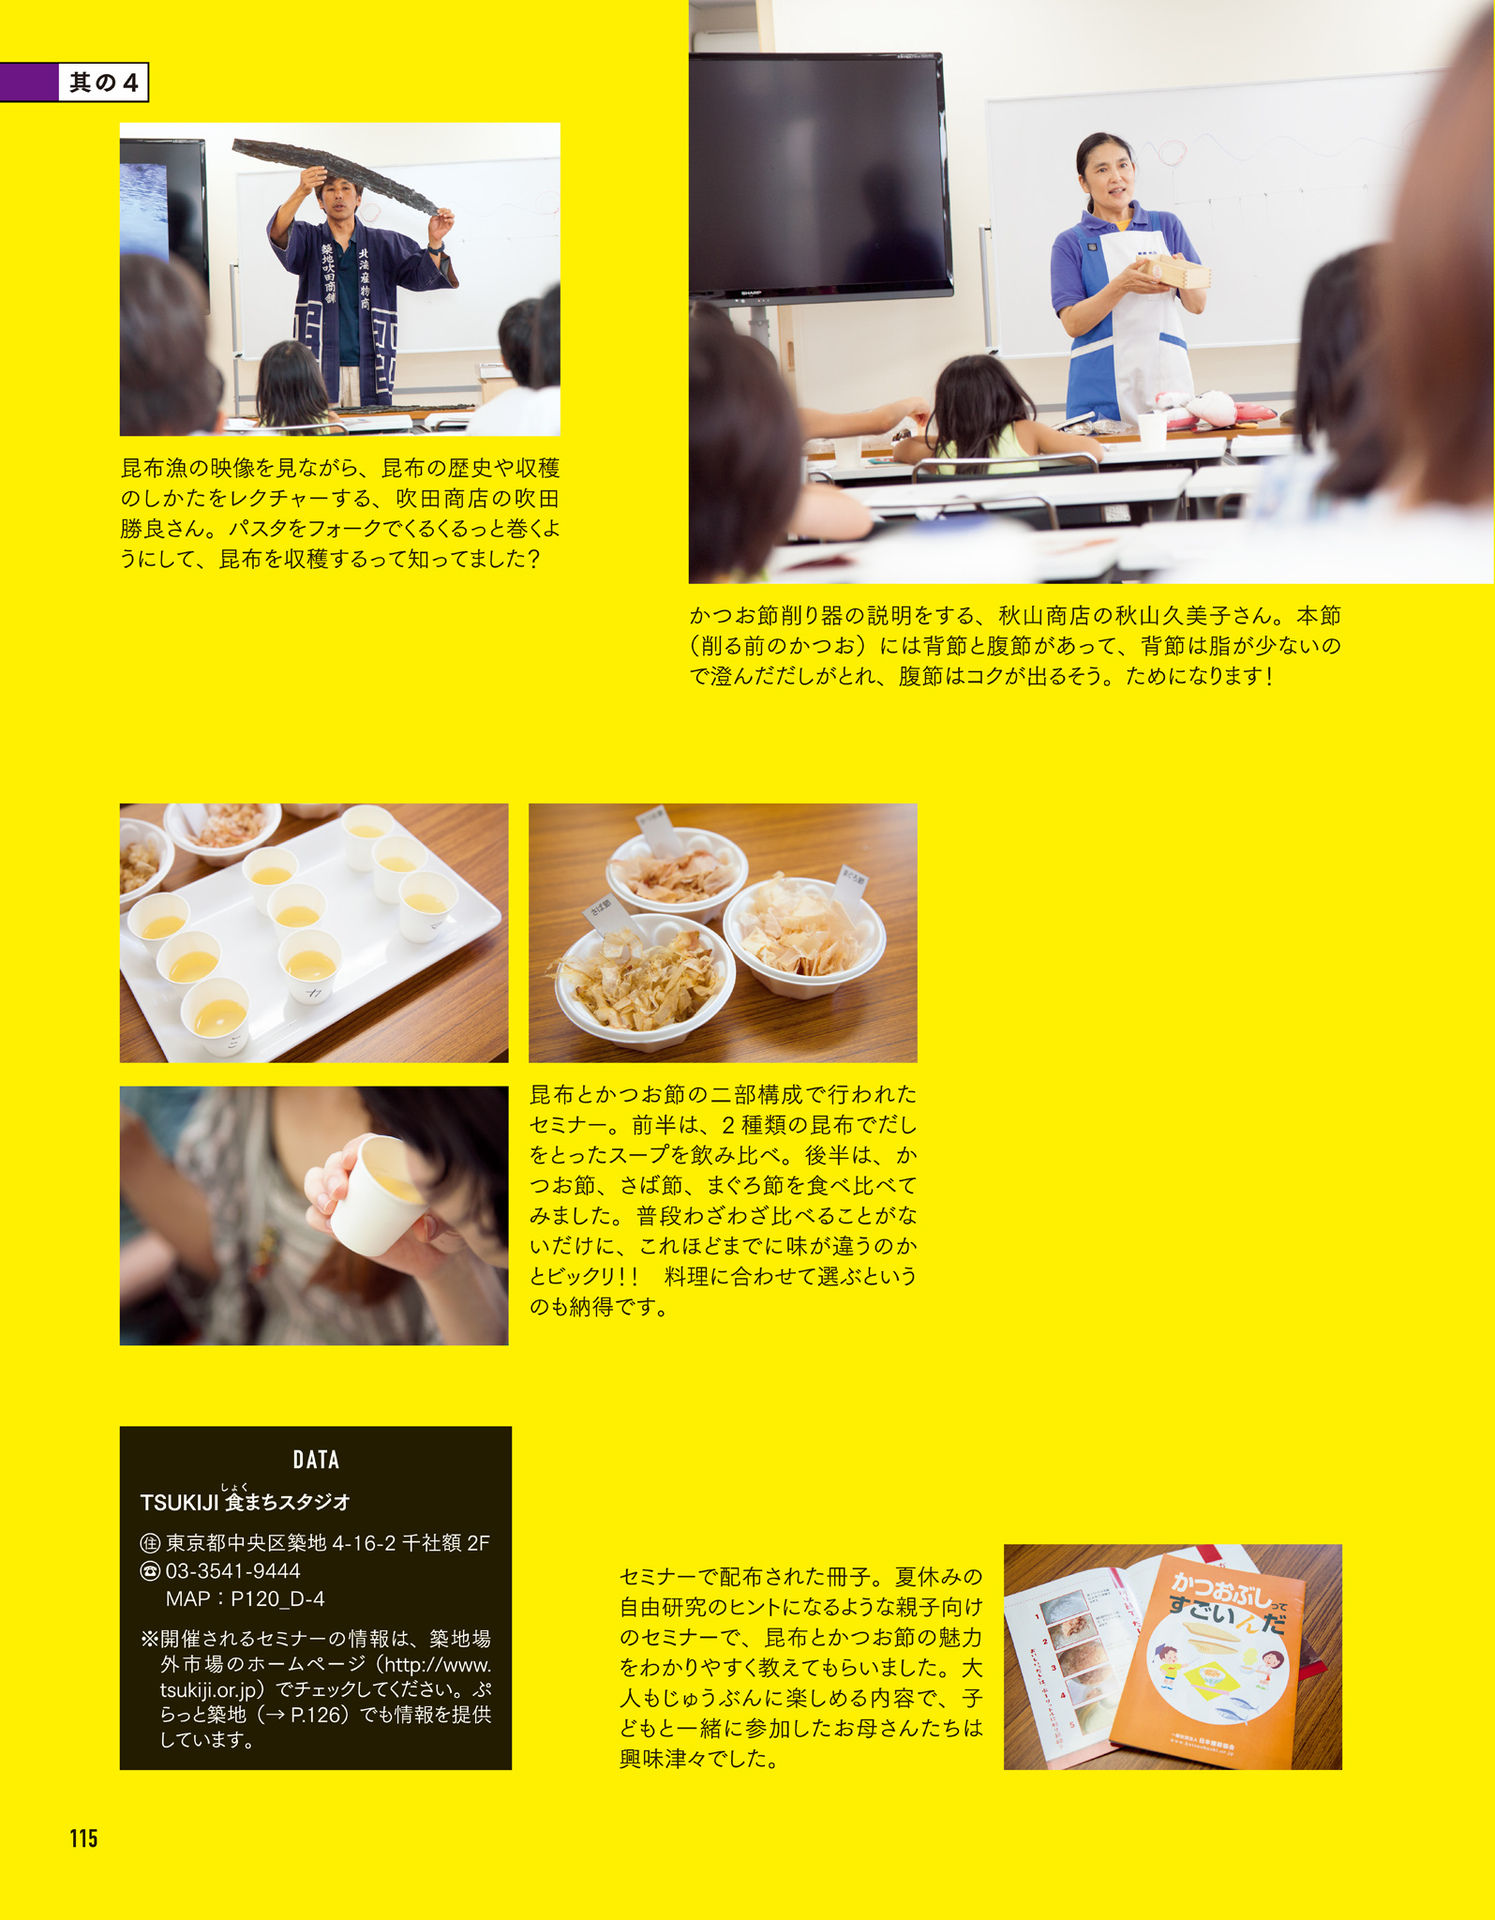 其の4
北海産物商
築地吹田商舗
SHARP
昆布漁の映像を見ながら、昆布の歴史や収穫
のしかたをレクチャーする、吹田商店の吹田
勝良さん。パスタをフォークでくるくるっと巻くよ
うにして、昆布を収穫するって知ってました？
かつお節削り器の説明をする、秋山商店の秋山久美子さん。本節
（削る前のかつお）には背節と腹節があって、背節は脂が少ないの
で澄んだだしがとれ、腹節はコクが出るそう。ためになります！
さば節
まぐろ節
カ
昆布とかつお節の二部構成で行われた
セミナー。前半は、2種類の昆布でだし
をとったスープを飲み比べ。後半は、か
つお節、さば節、まぐろ節を食べ比べて
みました。普段わざわざ比べることがな
いだけに、これほどまでに味が違うのか
とビックリ！！　料理に合わせて選ぶという
のも納得です。
DATA
しょく
TSUKIJI 食まちスタジオ
住 東京都中央区築地 4-16-2 千社額 2F
☎ 03-3541-9444
MAP：P120_D-4
※開催されるセミナーの情報は、築地場
外市場のホームページ（http://www.
tsukiji.or.jp）でチェックしてください。ぷ
らっと築地（→ P.126）でも情報を提供
しています。
セミナーで配布された冊子。夏休みの
自由研究のヒントになるような親子向け
のセミナーで、昆布とかつお節の魅力
をわかりやすく教えてもらいました。大
人もじゅうぶんに楽しめる内容で、子
どもと一緒に参加したお母さんたちは
興味津々でした。
かつおぶしって
すごいんだ
1
2
3
4
5
115